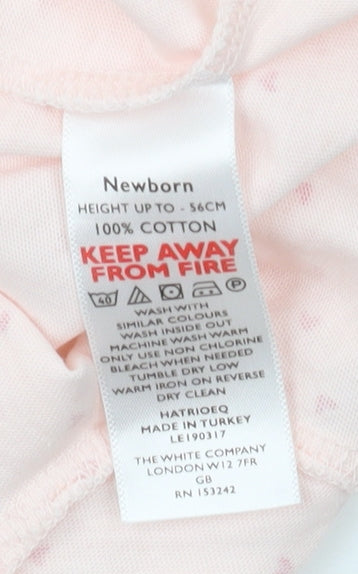 Newborn
HEIGHT UP TO - 56CM
100% COTTON
KEEP AWAY
FROM FIRE
40 P
WASH WITH
SIMILAR COLOURS
WASH INSIDE OUT
MACHINE WASH WARM
ONLY USE NON CHLORINE
BLEACH WHEN NEEDED
TUMBLE DRY LOW
WARM IRON ON REVERSE
DRY CLEAN
HATRIOEQ
MADE IN TURKEY
LE190317
THE WHITE COMPANY
LONDON W12 7FR
GB
RN 153242